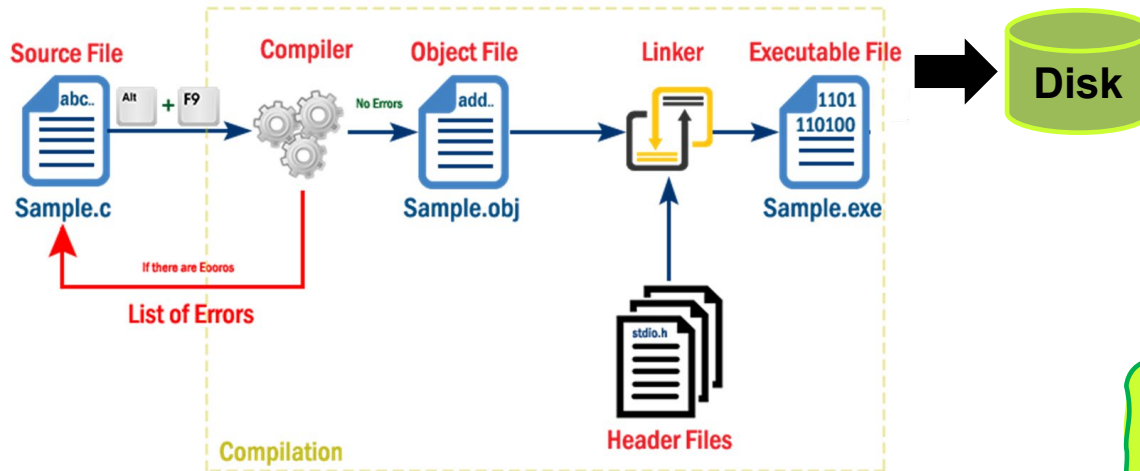 Source File
Compiler
Object File
Linker
Executable File
abc..
Alt + F9
No Errors
add..
1101
110100
Disk
Sample.c
Sample.obj
Sample.exe
If there are Eooros
List of Errors
stdio.h
Header Files
Compilation